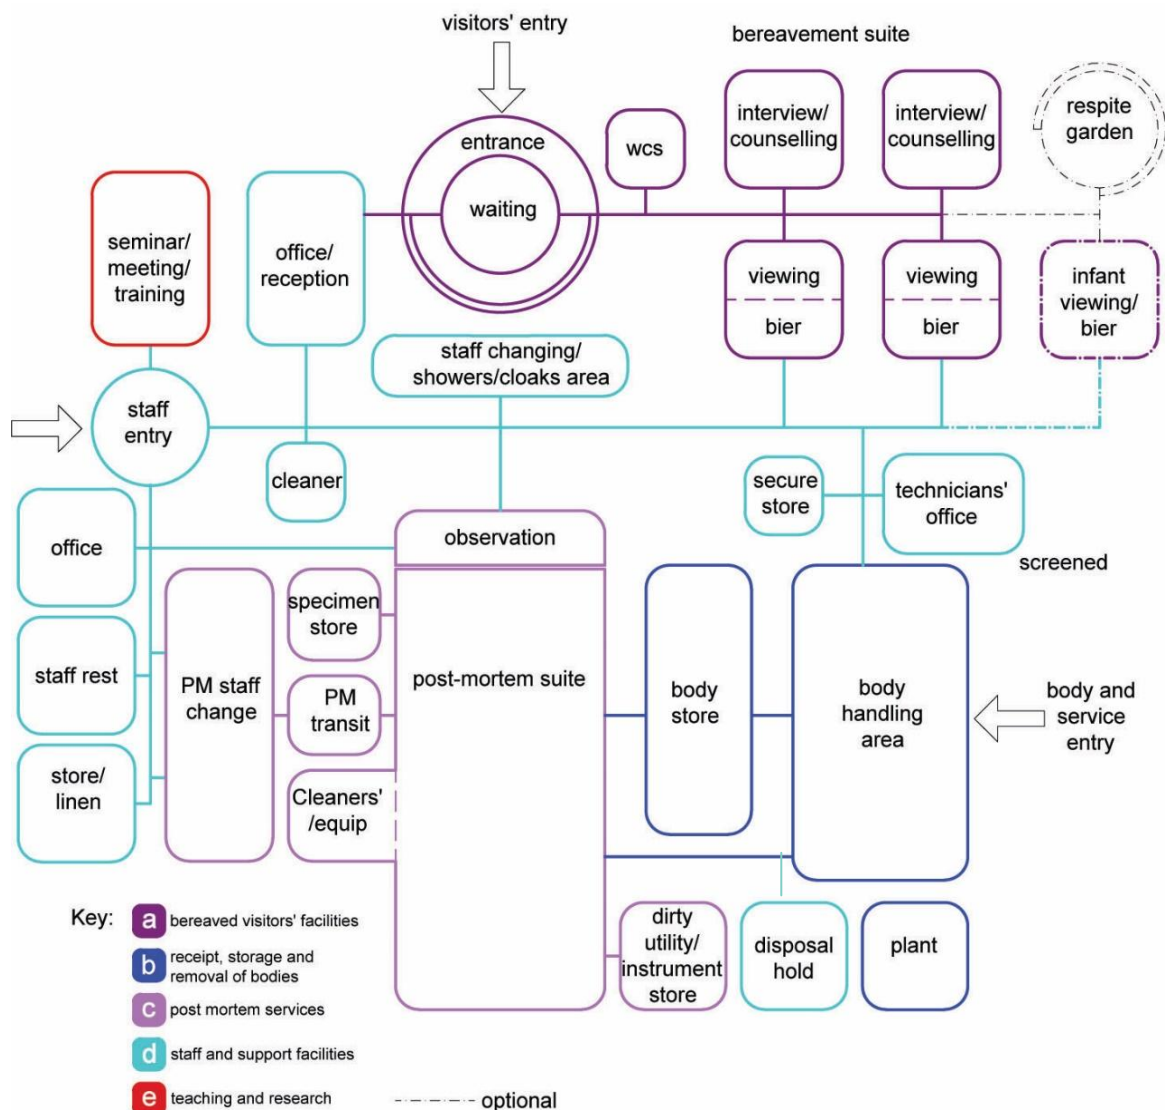 visitors' entry
bereavement suite
entrance
waiting
wcs
interview/
counselling
interview/
counselling
respite
garden
seminar/
meeting/
training
office/
reception
viewing
bier
viewing
bier
infant
viewing/
bier
staff changing/
showers/cloaks area
staff
entry
cleaner
secure
store
technicians'
office
screened
office
observation
specimen
store
staff rest
PM staff
change
PM
transit
post-mortem suite
body
store
body
handling
area
body and
service
entry
store/
linen
Cleaners'
/equip
dirty
utility/
instrument
store
disposal
hold
plant
Key:
a bereaved visitors' facilities
b receipt, storage and
removal of bodies
c post mortem services
d staff and support facilities
e teaching and research
optional